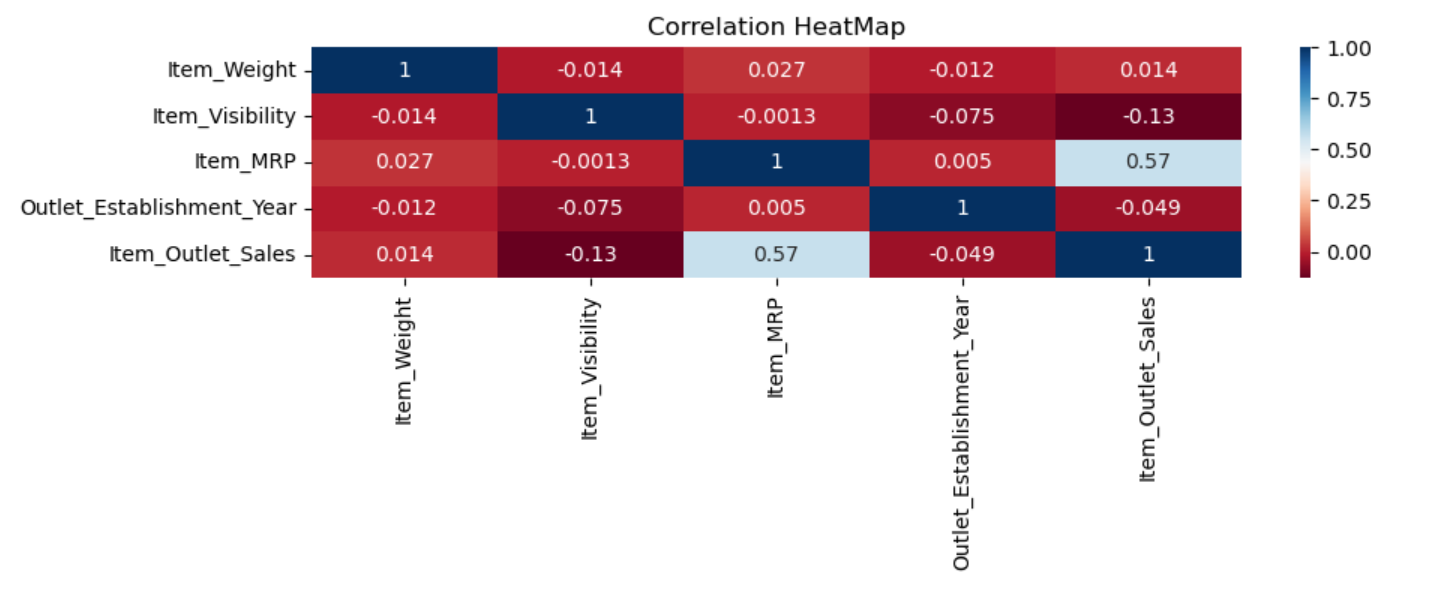 Correlation HeatMap
Item_Weight 1 -0.014 0.027 -0.012 0.014
Item_Visibility -0.014 1 -0.0013 -0.075 -0.13
Item_MRP 0.027 -0.0013 1 0.005 0.57
Outlet_Establishment_Year -0.012 -0.075 0.005 1 -0.049
Item_Outlet_Sales 0.014 -0.13 0.57 -0.049 1
Item_Weight
Item_Visibility
Item_MRP
Outlet_Establishment_Year
Item_Outlet_Sales
1.00
0.75
0.50
0.25
0.00